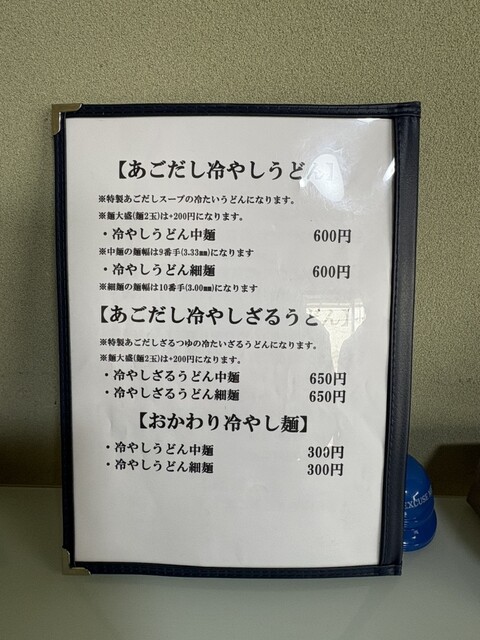 【あごだし冷やしうどん】
※特製あごだしスープの冷たいうどんになります。
※麺大盛(麺2玉)は+200円になります。
・冷やしうどん中麺 600円
※中麺の麺幅は9番手(3.33㎜)になります
・冷やしうどん細麺 600円
※細麺の麺幅は10番手(3.00㎜)になります
【あごだし冷やしざるうどん】
※特製あごだしざるつゆの冷たいざるうどんになります。
※麺大盛(麺2玉)は+200円になります。
・冷やしざるうどん中麺 650円
・冷やしざるうどん細麺 650円
【おかわり冷やし麺】
・冷やしうどん中麺 300円
・冷やしうどん細麺 300円
EXCUSE